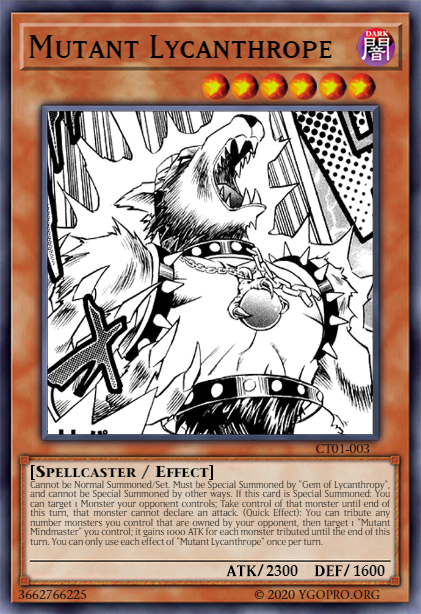 MUTANT LYCANTHROPE
DARK
闇
CT01-003
[SPELLCASTER / EFFECT]
Cannot be Normal Summoned/Set. Must be Special Summoned by "Gem of Lycanthropy",
and cannot be Special Summoned by other ways. If this card is Special Summoned: You
can target 1 Monster your opponent controls; Take control of that monster until end of
this turn, that monster cannot declare an attack. (Quick Effect): You can tribute any
number monsters you control that are owned by your opponent, then target 1 "Mutant
Mindmaster" you control; it gains 1000 ATK for each monster tributed until the end of this
turn. You can only use each effect of "Mutant Lycanthrope" once per turn.
ATK/2300 DEF/1600
3662766225 © 2020 YGOPRO.ORG